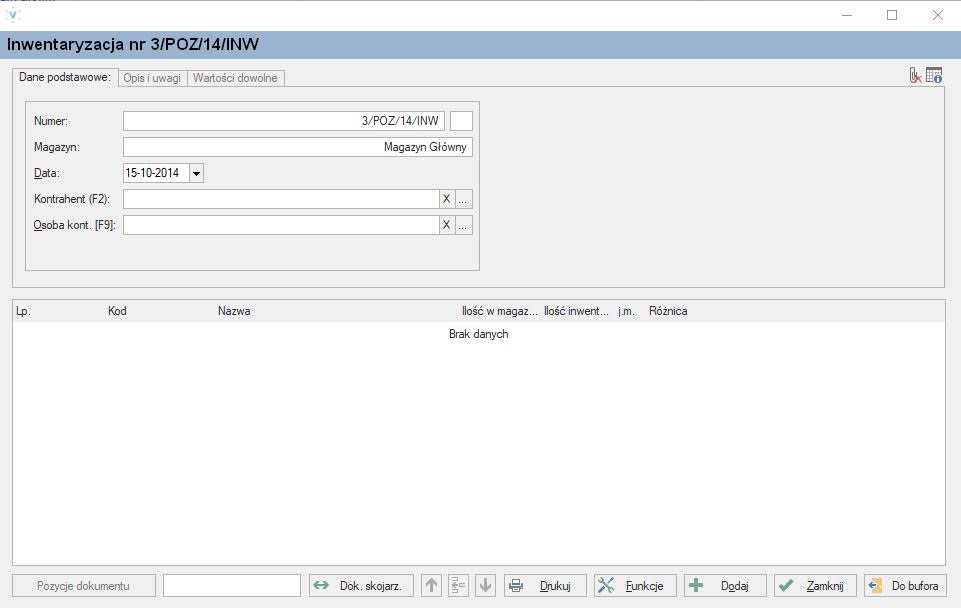 Inwentaryzacja nr 3/POZ/14/INW
Dane podstawowe: Opis i uwagi Wartości dowolne
Numer: 3/POZ/14/INW
Magazyn: Magazyn Główny
Data: 15-10-2014
Kontrahent (F2): X ...
Osoba kont. [F9]: X ...
Lp. Kod Nazwa Ilość w magaz... Ilość inwent... j.m. Różnica
Brak danych
Pozycje dokumentu Dok. skojarz. Drukuj Funkcje Dodaj Zamknij Do bufora